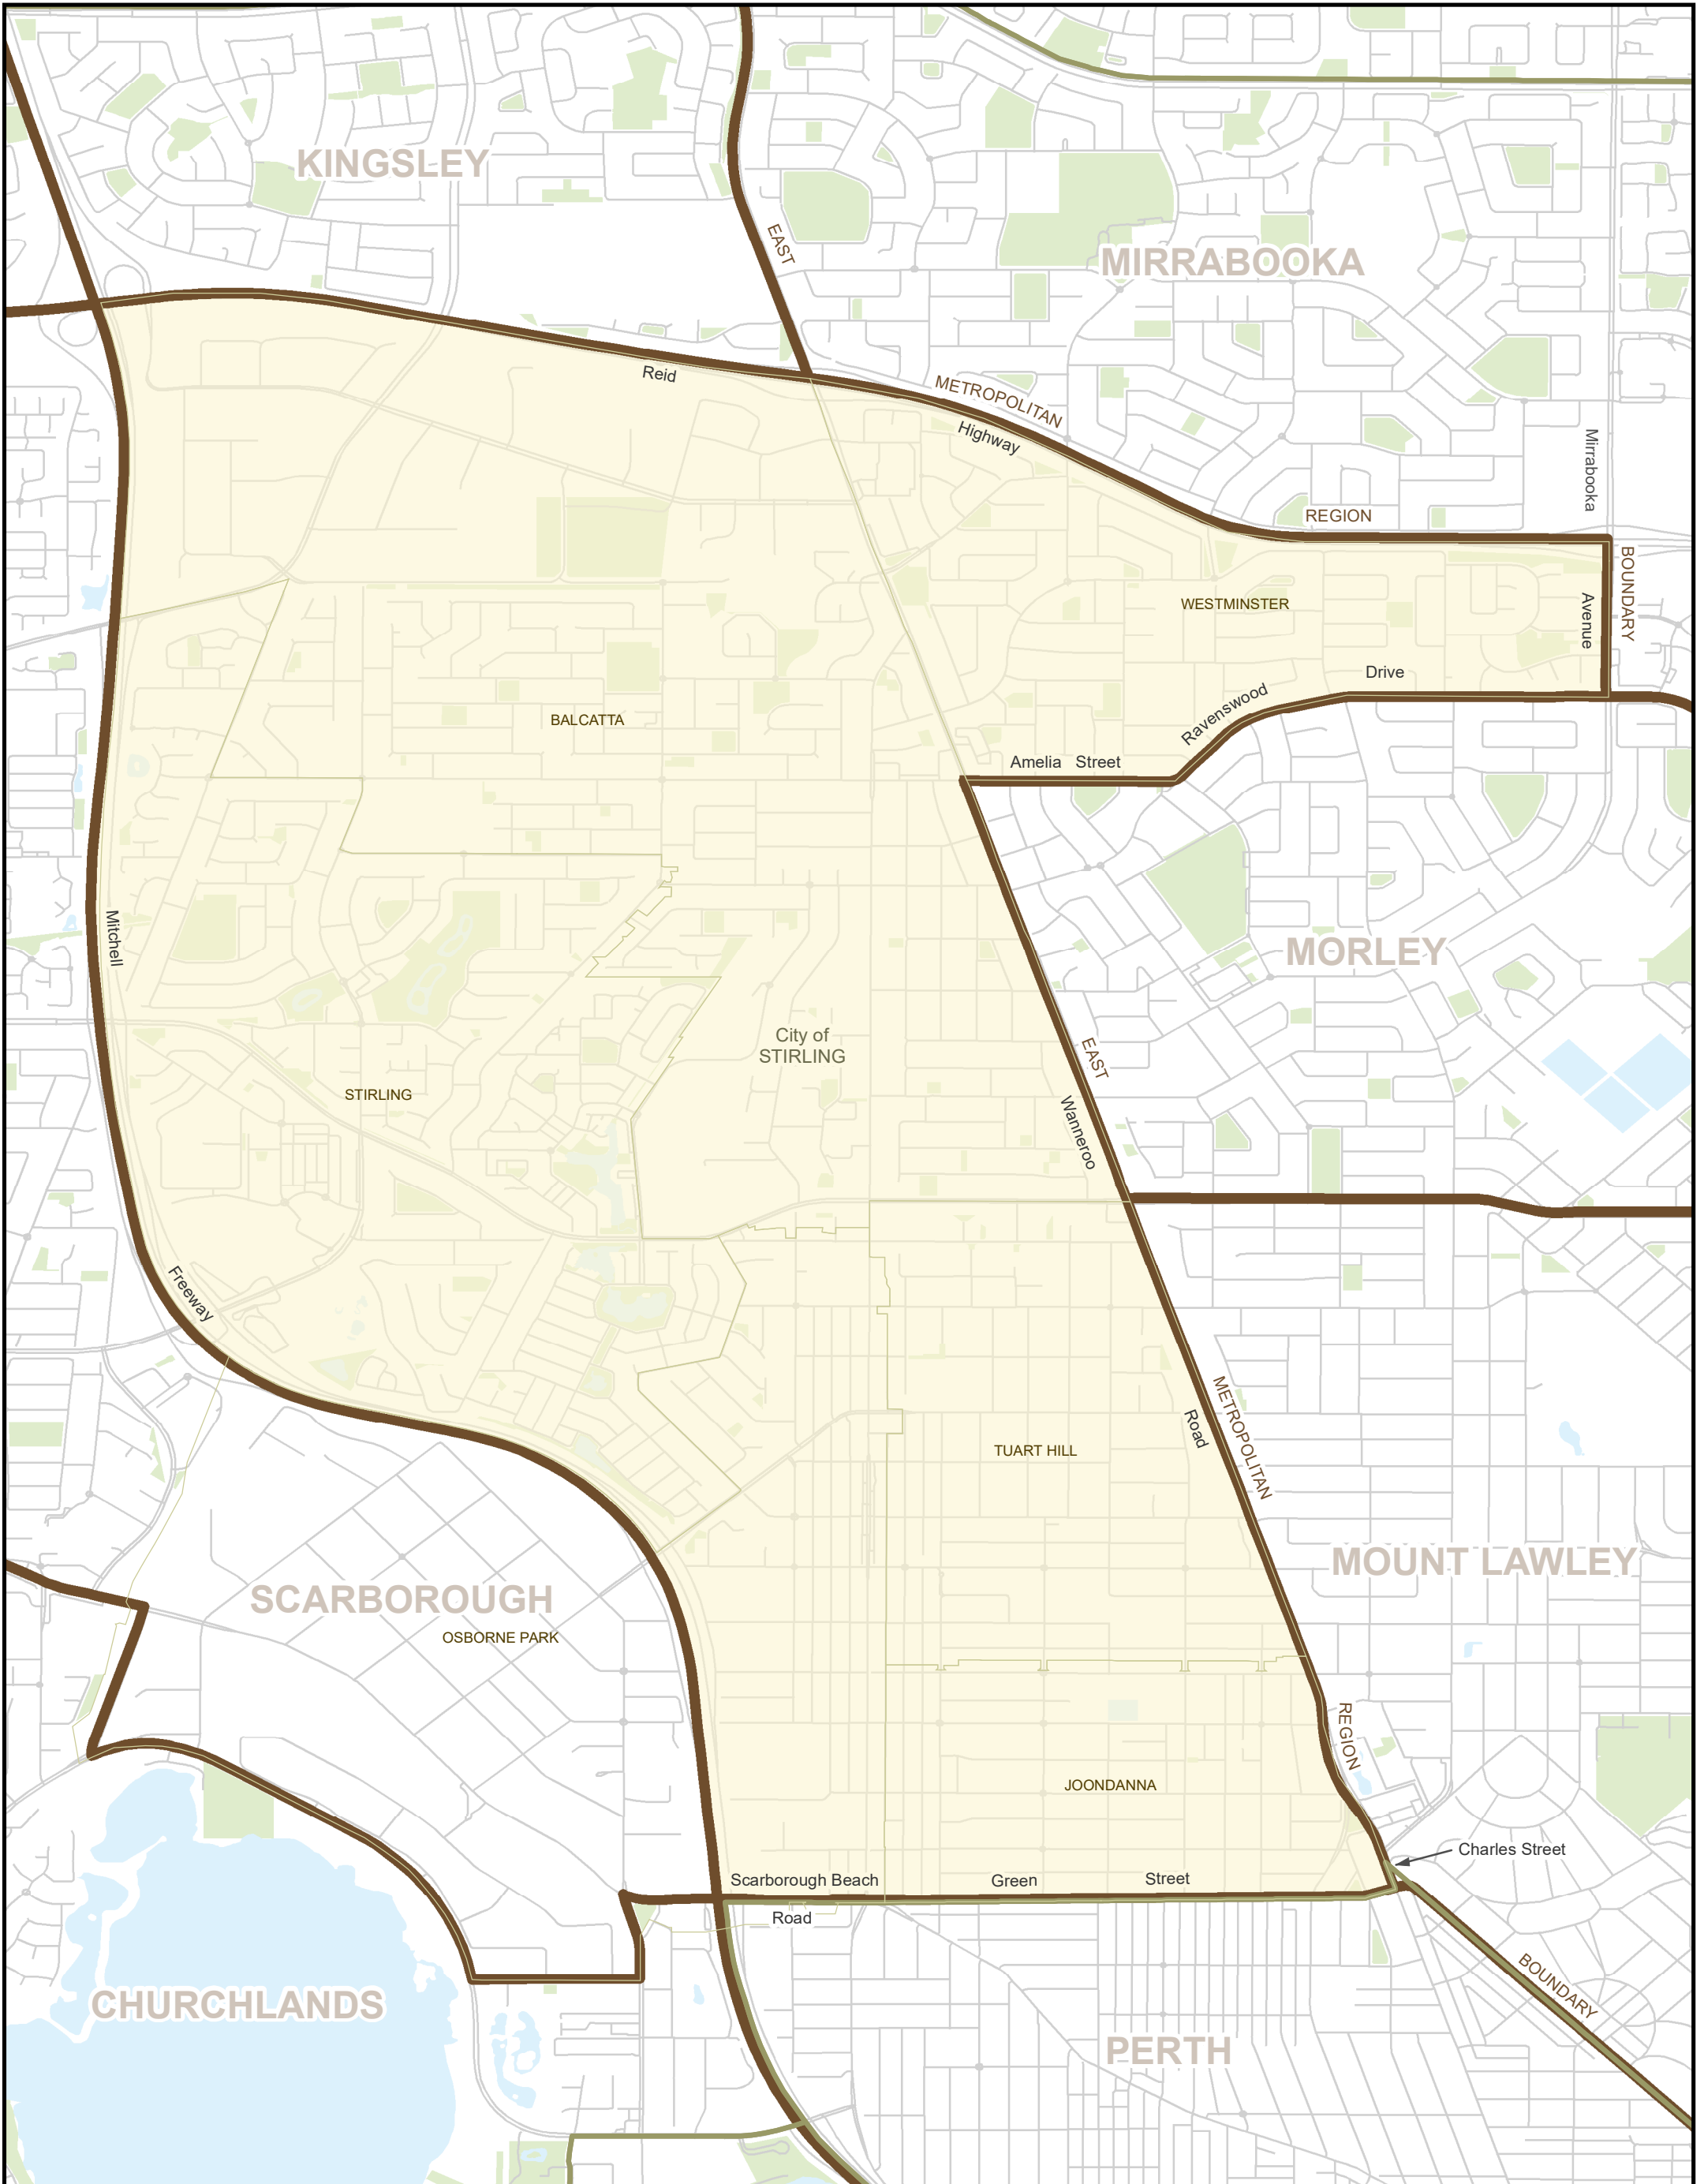 KINGSLEY
EAST
MIRRABOOKA
Reid
METROPOLITAN
Highway
Mirrabooka
REGION
BOUNDARY
WESTMINSTER
Avenue
Drive
Ravenswood
BALCATTA
Amelia Street
Mitchell
MORLEY
City of
STIRLING
EAST
STIRLING
Wanneroo
Freeway
METROPOLITAN
Road
TUART HILL
MOUNT LAWLEY
SCARBOROUGH
OSBORNE PARK
REGION
JOONDANNA
Charles Street
Scarborough Beach
Green
Street
Road
BOUNDARY
CHURCHLANDS
PERTH